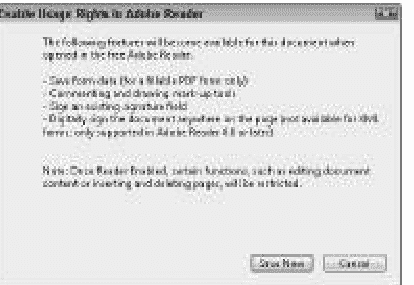 Enable Usage Rights in Adobe Reader
The following features will become available for this document when
opened in the free Adobe Reader.
- Save form data (for a fillable PDF form only)
- Commenting and drawing mark-up tools
- Sign an existing signature field
- Digitally sign the document anywhere on the page (not available for XML
forms; only supported in Adobe Reader 8.0 or later)
Note: Once Reader Enabled, certain functions, such as editing document
content or inserting and deleting pages, will be restricted.
Save Now
Cancel